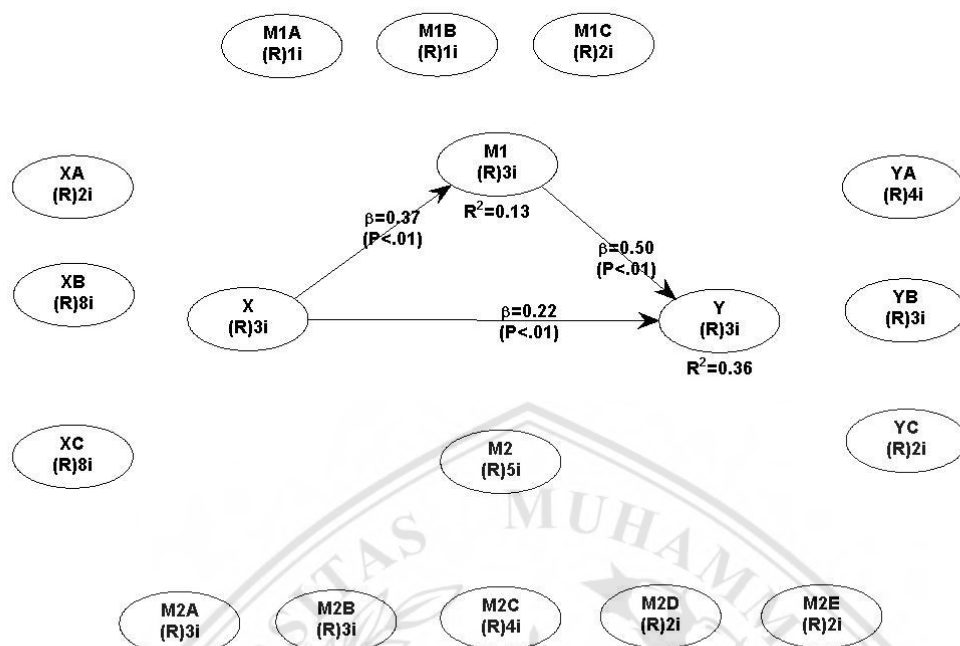 M1A
(R)1i
M1B
(R)1i
M1C
(R)2i
M1
(R)3i
R²=0.13
XA
(R)2i
YA
(R)4i
β=0.37
(P<.01)
β=0.50
(P<.01)
XB
(R)8i
X
(R)3i
β=0.22
(P<.01)
Y
(R)3i
R²=0.36
YB
(R)3i
XC
(R)8i
M2
(R)5i
YC
(R)2i
SITAS MUHAMM
M2A
(R)3i
M2B
(R)3i
M2C
(R)4i
M2D
(R)2i
M2E
(R)2i